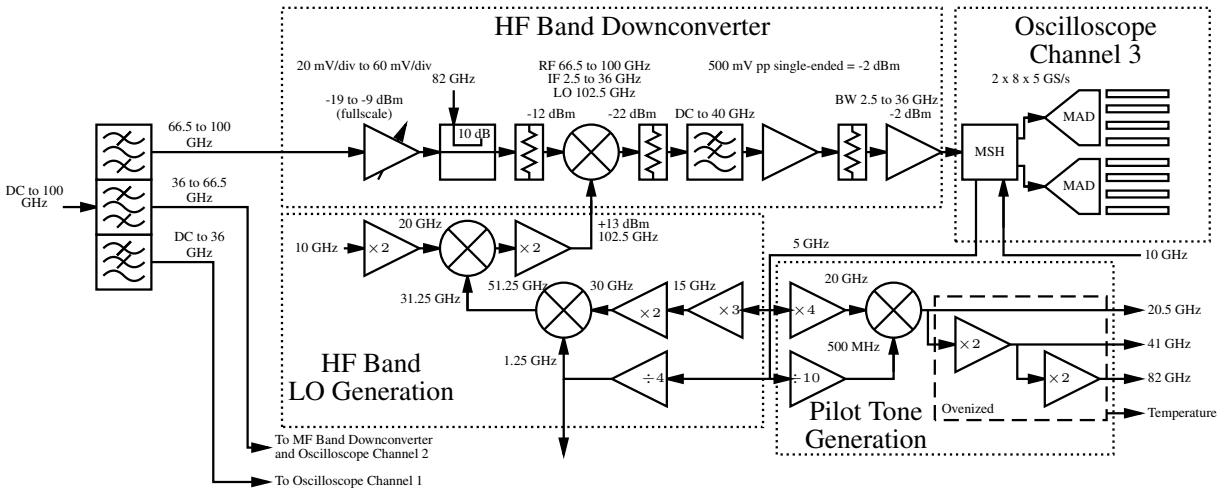 HF Band Downconverter
Oscilloscope
Channel 3
20 mV/div to 60 mV/div
82 GHz
RF 66.5 to 100 GHz
IF 2.5 to 36 GHz
LO 102.5 GHz
500 mV pp single-ended = -2 dBm
2 x 8 x 5 GS/s
-19 to -9 dBm
(fullscale)
10 dB
-12 dBm
-22 dBm
DC to 40 GHz
BW 2.5 to 36 GHz
-2 dBm
MAD
MSH
MAD
66.5 to 100
GHz
DC to 100
GHz
36 to 66.5
GHz
DC to 36
GHz
10 GHz
×2
20 GHz
×2
+13 dBm
102.5 GHz
5 GHz
10 GHz
31.25 GHz
51.25 GHz
30 GHz
15 GHz
×2
×3
×4
20 GHz
500 MHz
20.5 GHz
×2
41 GHz
×2
82 GHz
1.25 GHz
÷4
÷10
HF Band
LO Generation
Ovenized
Temperature
Pilot Tone
Generation
To MF Band Downconverter
and Oscilloscope Channel 2
To Oscilloscope Channel 1